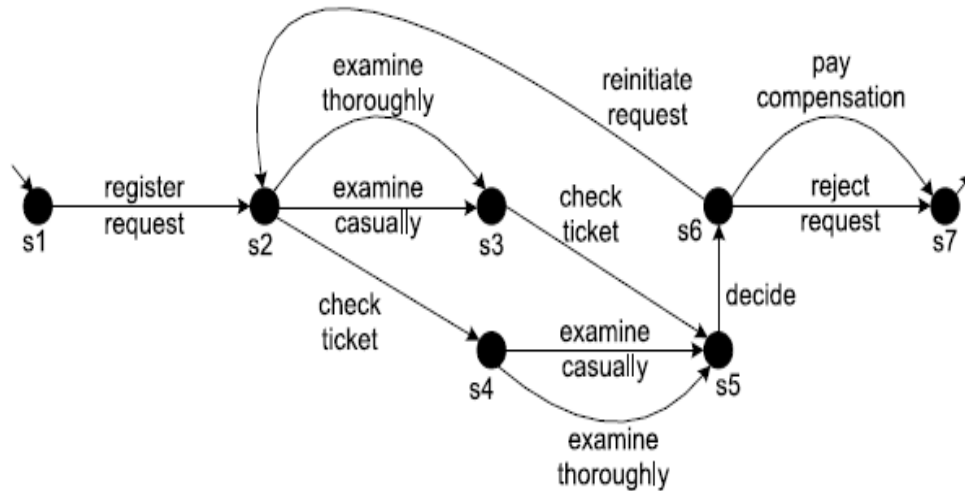 examine
thoroughly
reinitiate
request
pay
compensation
register
request
examine
casually
check
ticket
reject
request
s1
s2
s3
s6
s7
check
ticket
decide
examine
casually
s4
s5
examine
thoroughly